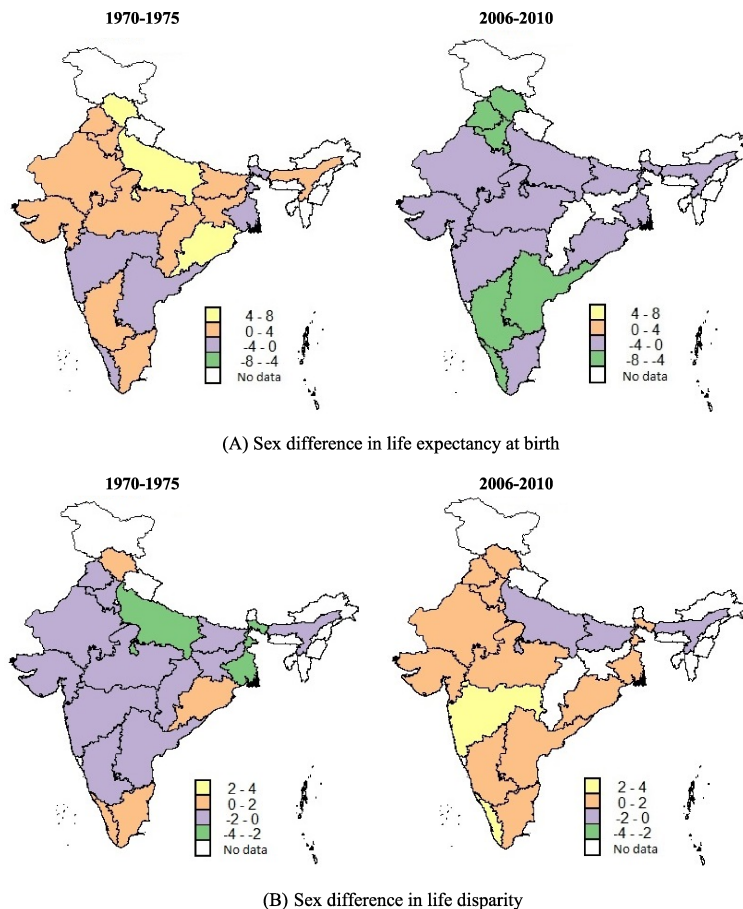 1970-1975
2006-2010
4 - 8
0 - 4
-4 - 0
-8 - -4
No data
4 - 8
0 - 4
-4 - 0
-8 - -4
No data
(A) Sex difference in life expectancy at birth
1970-1975
2006-2010
2 - 4
0 - 2
-2 - 0
-4 - -2
No data
2 - 4
0 - 2
-2 - 0
-4 - -2
No data
(B) Sex difference in life disparity